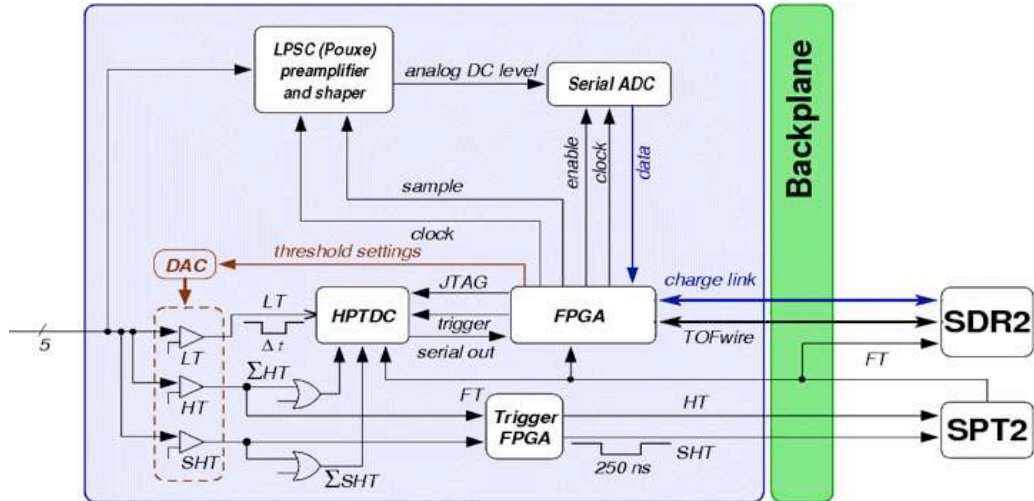 LPSC (Pouxe)
preamplifier
and shaper
analog DC level
Serial ADC
Backplane
enable
clock
data
sample
clock
threshold settings
DAC
JTAG
charge link
LT
HPTDC
FPGA
SDR2
5
Δ t
trigger
TOFwire
LT
serial out
FT
ΣHT
HT
FT
Trigger
FPGA
HT
SPT2
SHT
SHT
ΣSHT
250 ns